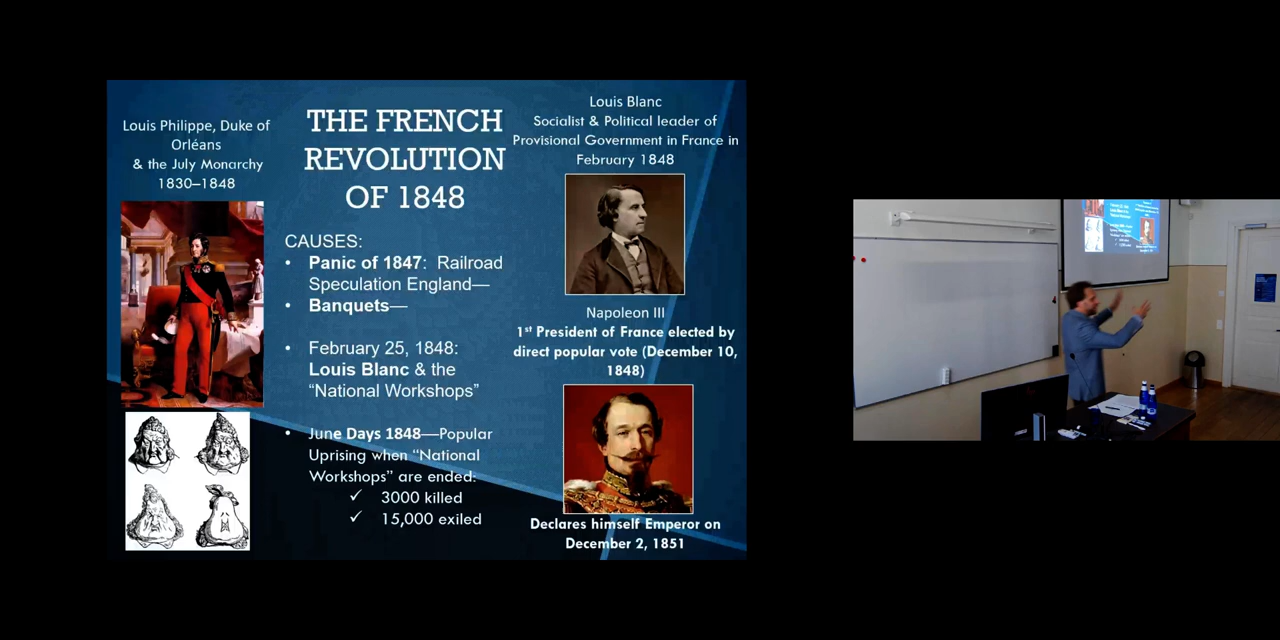 Louis Philippe, Duke of
Orléans
& the July Monarchy
1830–1848
THE FRENCH
REVOLUTION
OF 1848
CAUSES:
• Panic of 1847: Railroad
Speculation England—
• Banquets—
• February 25, 1848:
Louis Blanc & the
“National Workshops”
• June Days 1848—Popular
Uprising when “National
Workshops” are ended:
✓ 3000 killed
✓ 15,000 exiled
Louis Blanc
Socialist & Political leader of
Provisional Government in France in
February 1848
Napoleon III
1st President of France elected by
direct popular vote (December 10,
1848)
Declares himself Emperor on
December 2, 1851